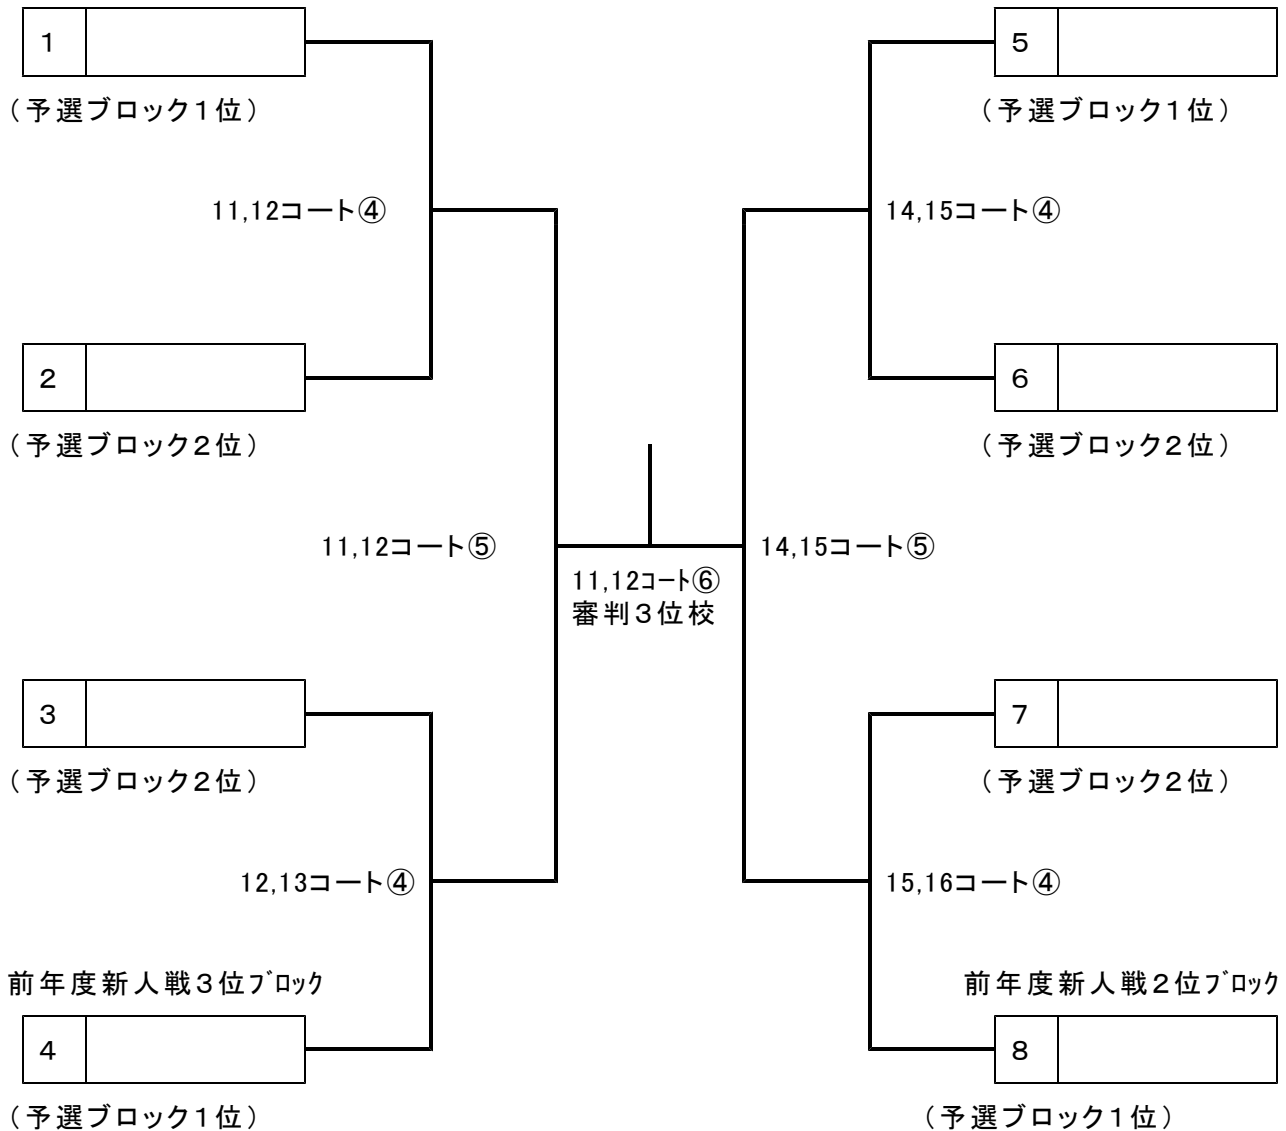 1
5
(予選ブロック1位)
(予選ブロック1位)
11,12コート④
14,15コート④
2
6
(予選ブロック2位)
(予選ブロック2位)
11,12コート⑤
14,15コート⑤
11,12コート⑥
審判3位校
3
7
(予選ブロック2位)
(予選ブロック2位)
12,13コート④
15,16コート④
前年度新人戦3位ブロック
前年度新人戦2位ブロック
4
8
(予選ブロック1位)
(予選ブロック1位)